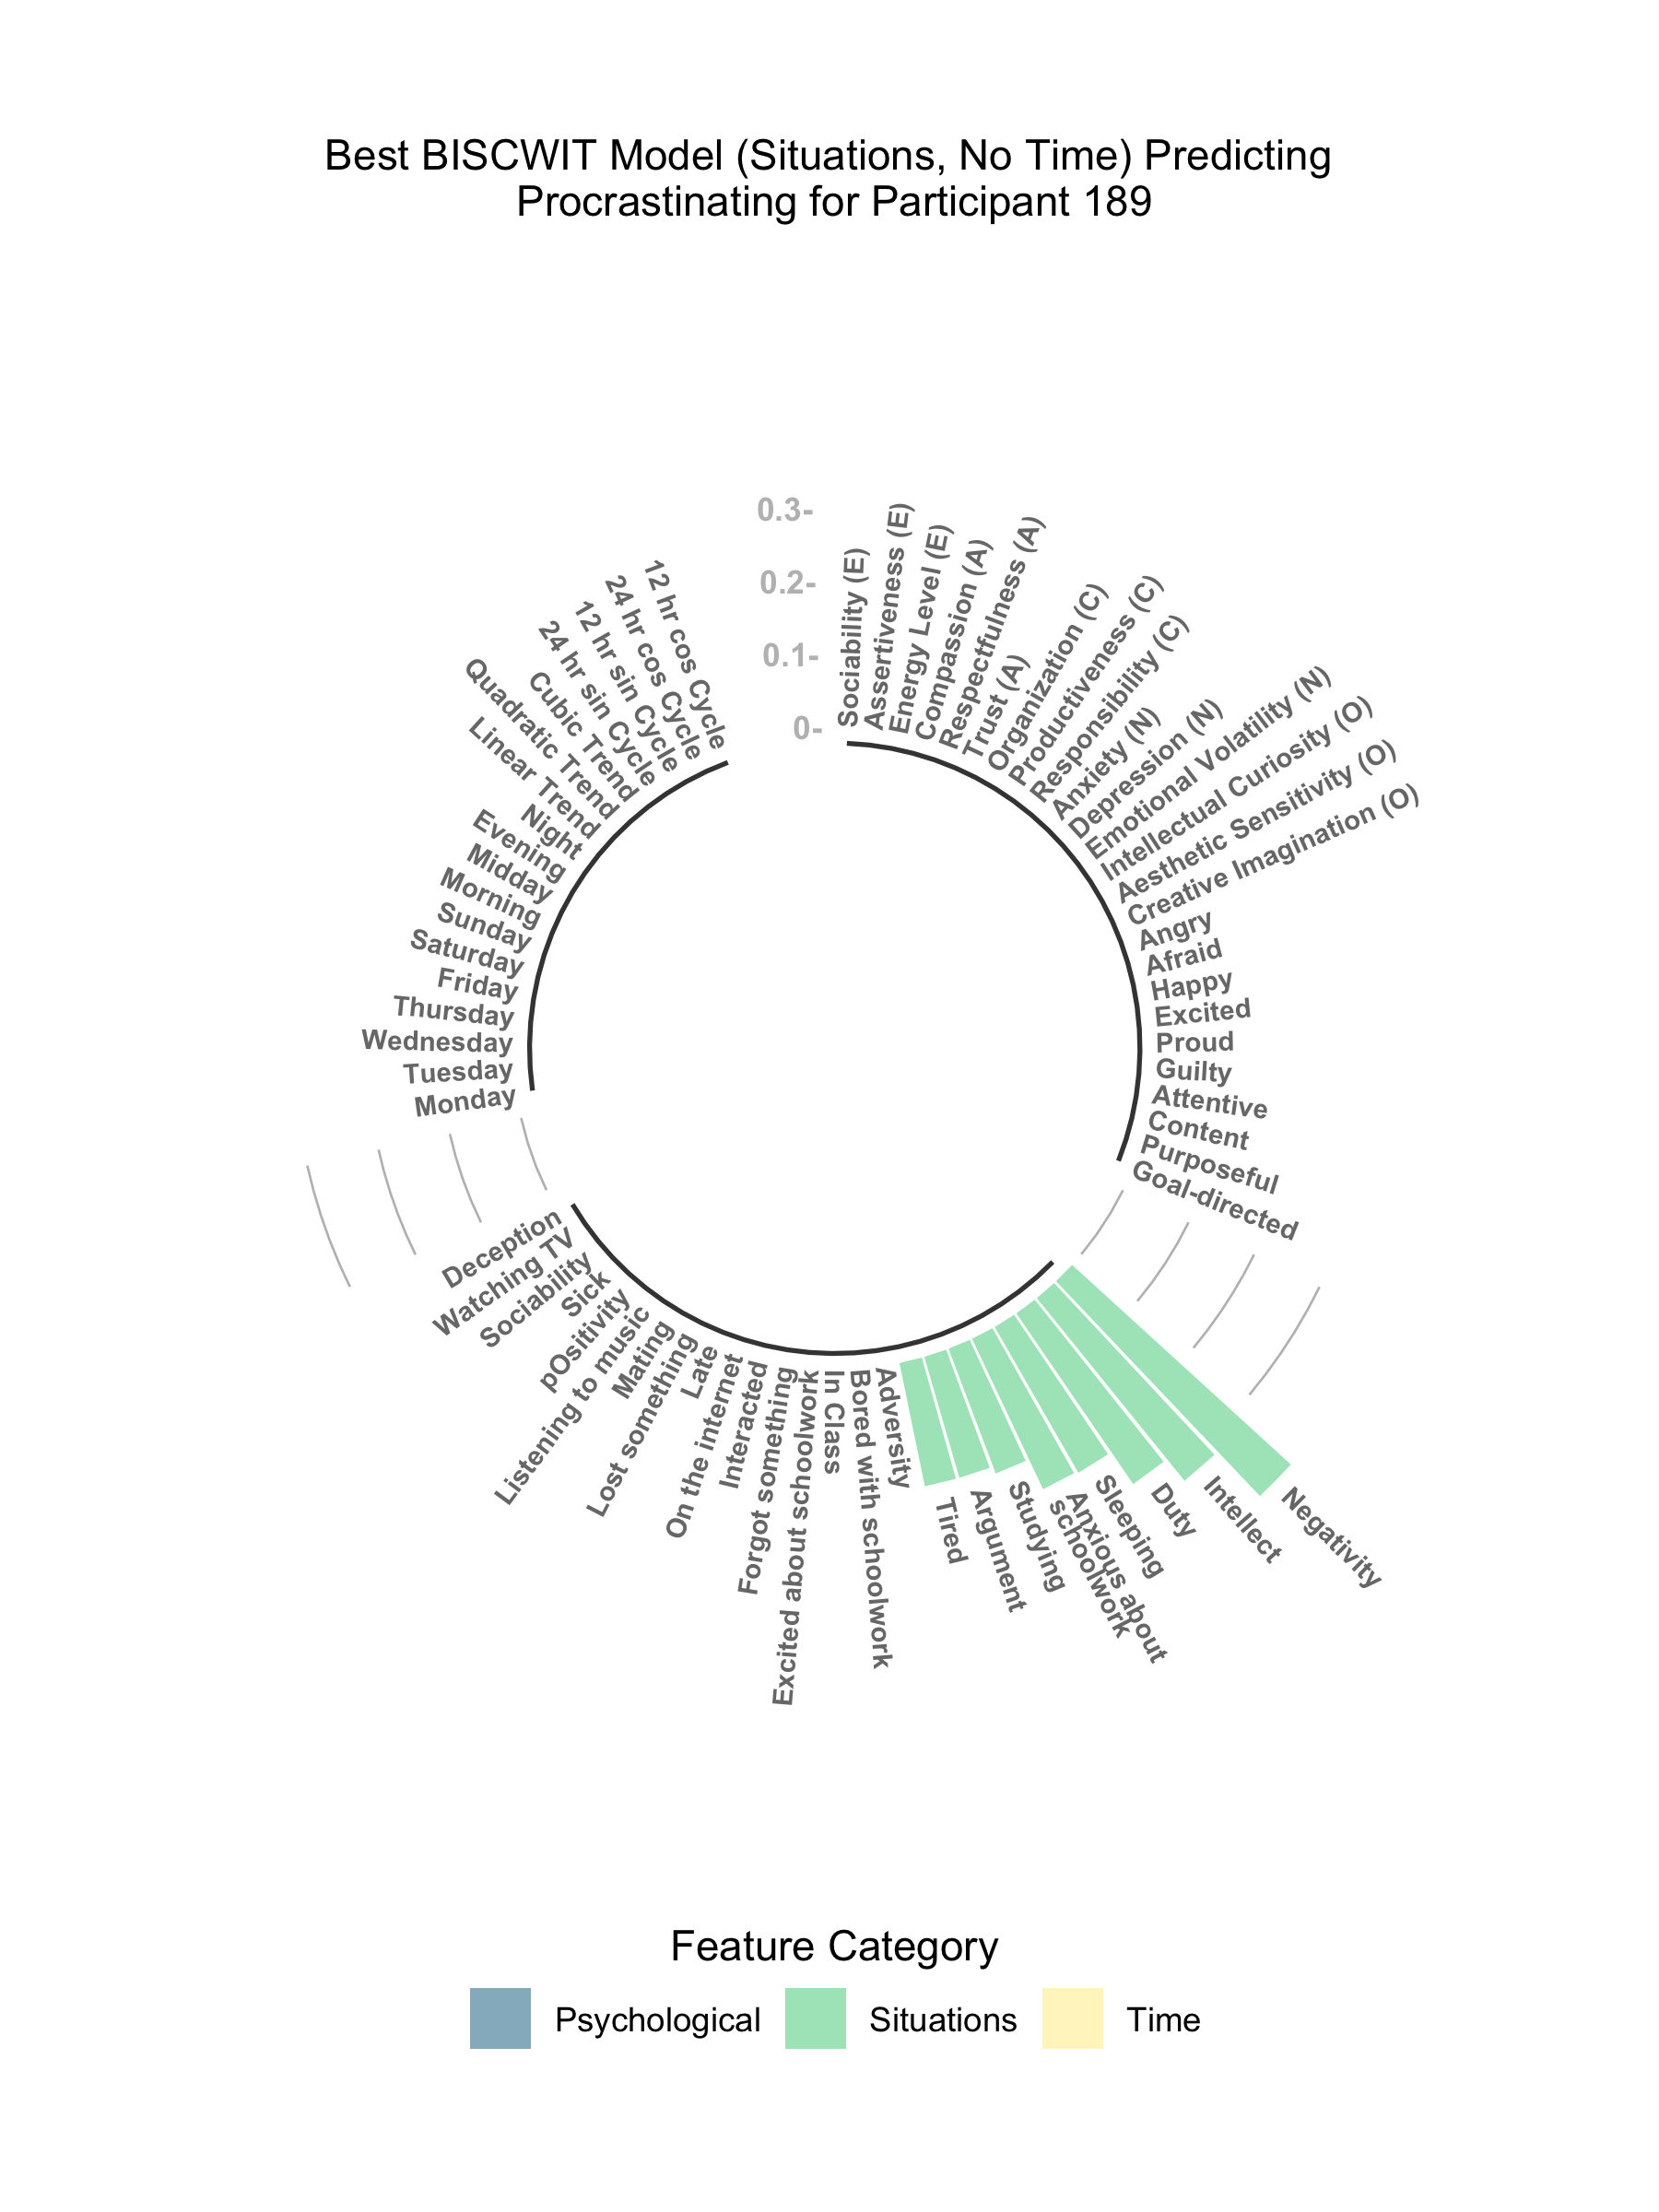 Best BISCWIT Model (Situations, No Time) Predicting
Procrastinating for Participant 189
0.3-
0.2-
0.1-
0-
Sociability (E)
Assertiveness (E)
Energy Level (E)
Compassion (A)
Respectfulness (A)
Trust (A)
Organization (C)
Productiveness (C)
Responsibility (C)
Anxiety (N)
Depression (N)
Emotional Volatility (N)
Intellectual Curiosity (O)
Aesthetic Sensitivity (O)
Creative Imagination (O)
Angry
Afraid
Happy
Excited
Proud
Guilty
Attentive
Content
Purposeful
Goal-directed
Negativity
Intellect
Duty
Sleeping
Anxious about
schoolwork
Studying
Argument
Tired
Adversity
Bored with schoolwork
In Class
Excited about schoolwork
Forgot something
Interacted
On the internet
Late
Lost something
Mating
Listening to music
pOsitivity
Sick
Sociability
Watching TV
Deception
Monday
Tuesday
Wednesday
Thursday
Friday
Saturday
Sunday
Morning
Midday
Evening
Night
Linear Trend
Quadratic Trend
Cubic Trend
24 hr sin Cycle
12 hr sin Cycle
24 hr cos Cycle
12 hr cos Cycle
Feature Category
Psychological
Situations
Time